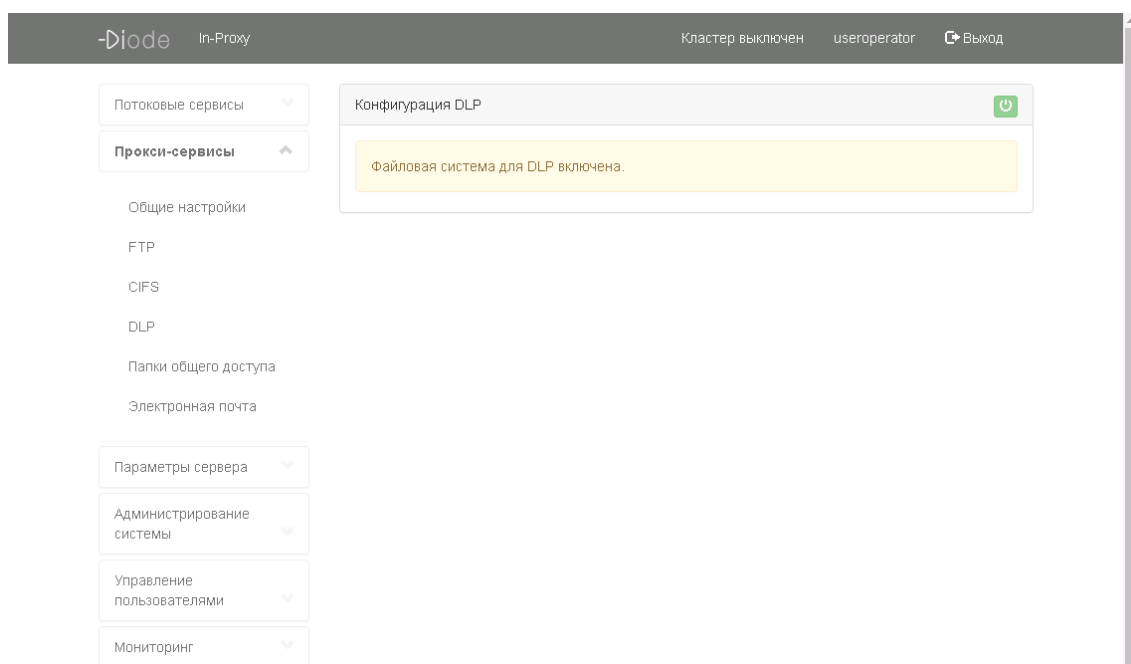 -Diode In-Proxy Кластер выключен useroperator Выход
Потоковые сервисы
Прокси-сервисы
Общие настройки
FTP
CIFS
DLP
Папки общего доступа
Электронная почта
Параметры сервера
Администрирование
системы
Управление
пользователями
Мониторинг
Конфигурация DLP
Файловая система для DLP включена.